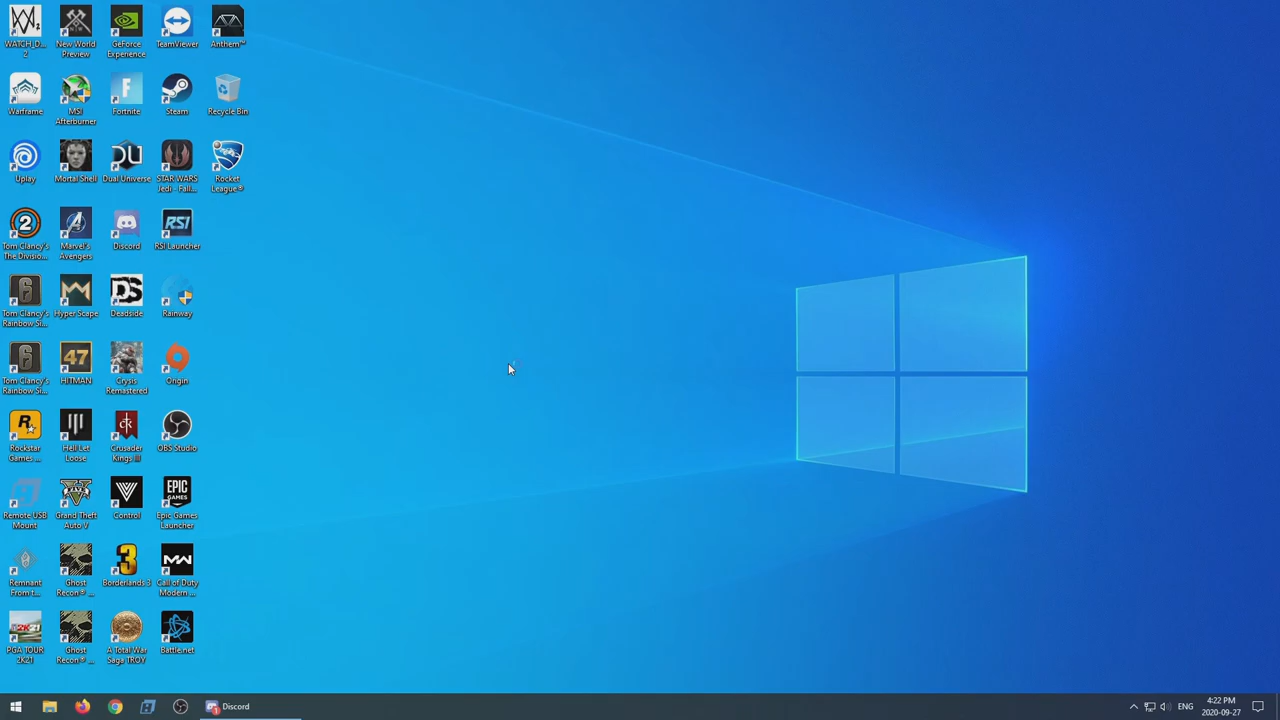 WATCH_D...
2
New World
Preview
GeForce
Experience
TeamViewer
Anthem™
Warframe
MSI
Afterburner
Fortnite
Steam
Recycle Bin
Uplay
Mortal Shell
Dual Universe
STAR WARS
Jedi - Fall...
Rocket
League®
Tom Clancy's
The Divisio...
Marvel's
Avengers
Discord
RSI Launcher
Tom Clancy's
Rainbow Si...
Hyper Scape
Deadside
Rainway
Tom Clancy's
Rainbow Si...
HITMAN
Crysis
Remastered
Origin
Rockstar
Games ...
Hell Let
Loose
Crusader
Kings III
OBS Studio
Remote USB
Mount
Grand Theft
Auto V
Control
Epic Games
Launcher
Remnant
From t...
Ghost
Recon® ...
Borderlands 3
Call of Duty
Modern ...
PGA TOUR
2K21
Ghost
Recon® ...
A Total War
Saga TROY
Battle.net
Discord
ENG
4:22 PM
2020-09-27